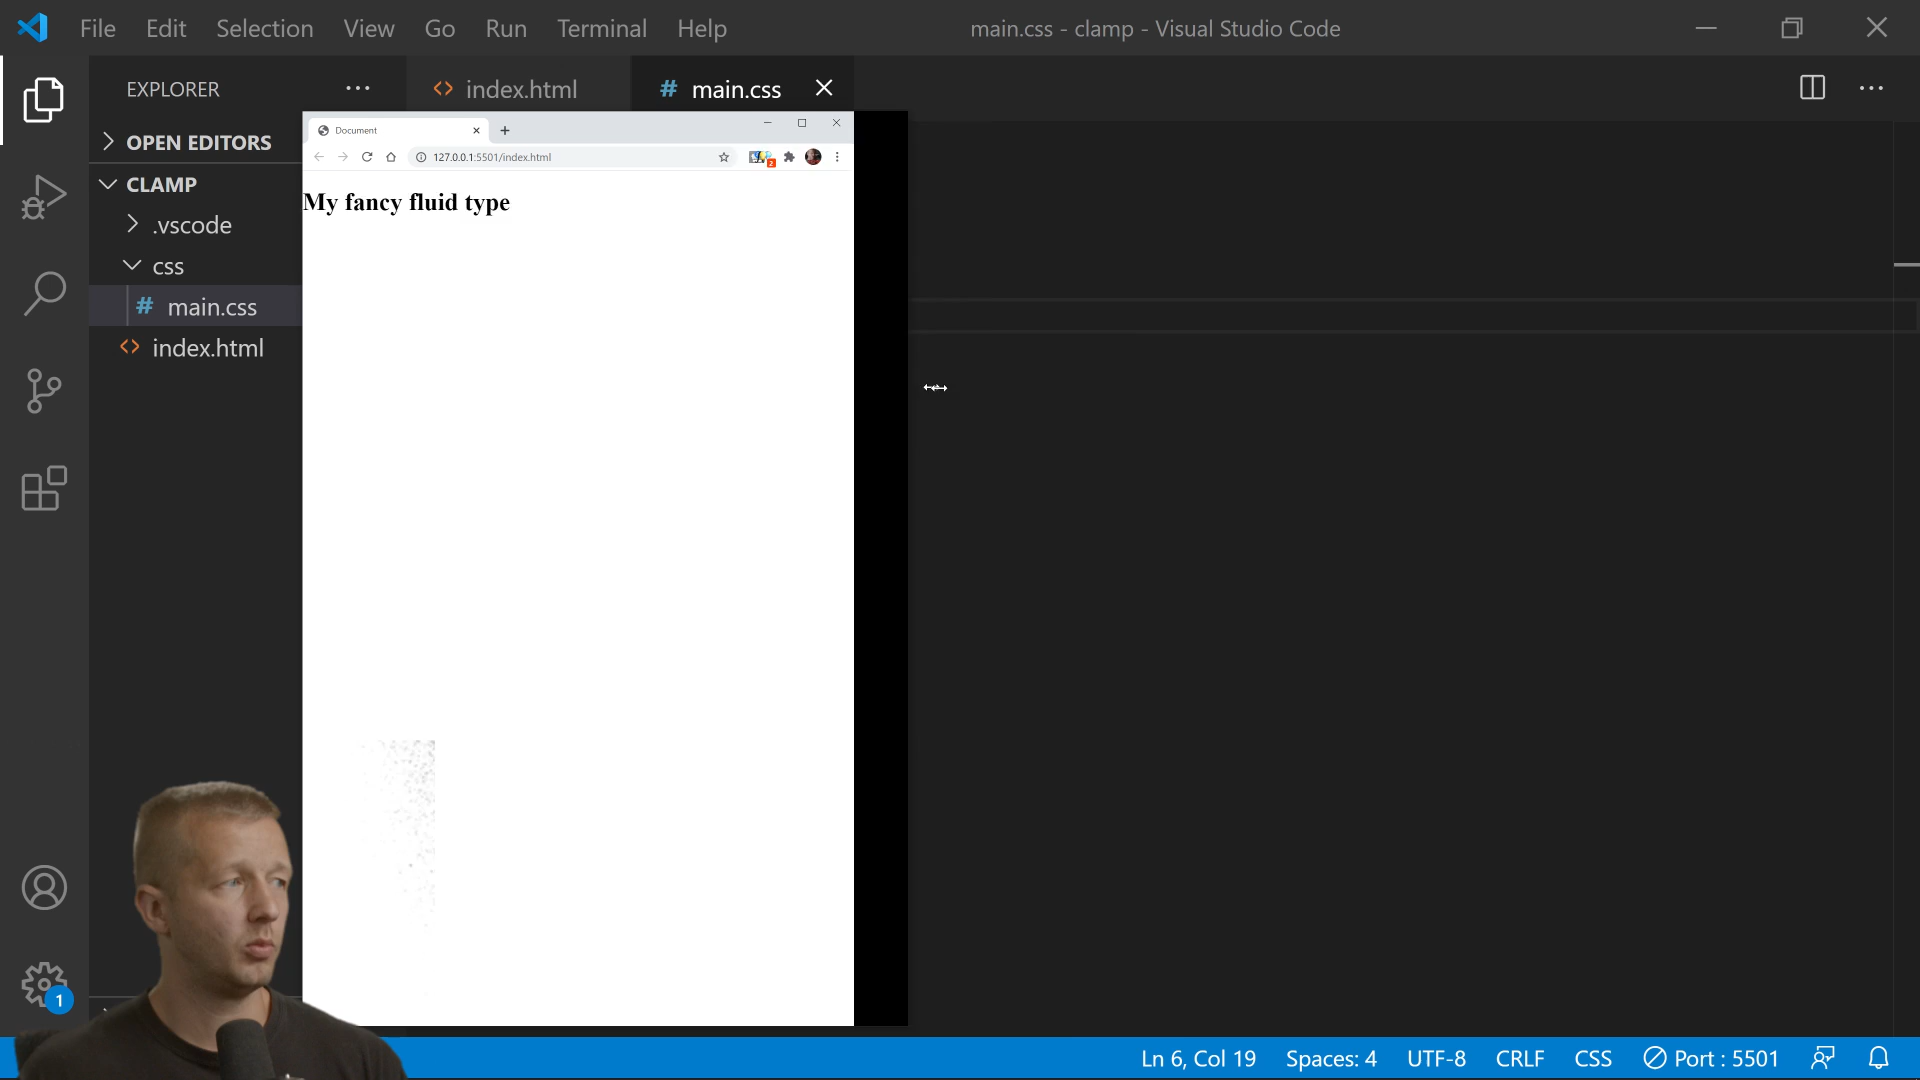 File Edit Selection View Go Run Terminal Help
main.css - clamp - Visual Studio Code
EXPLORER
index.html
main.css
OPEN EDITORS
CLAMP
.vscode
css
main.css
index.html
Document
127.0.0.1:5501/index.html
2
My fancy fluid type
1
Ln 6, Col 19 Spaces: 4 UTF-8 CRLF CSS Port : 5501